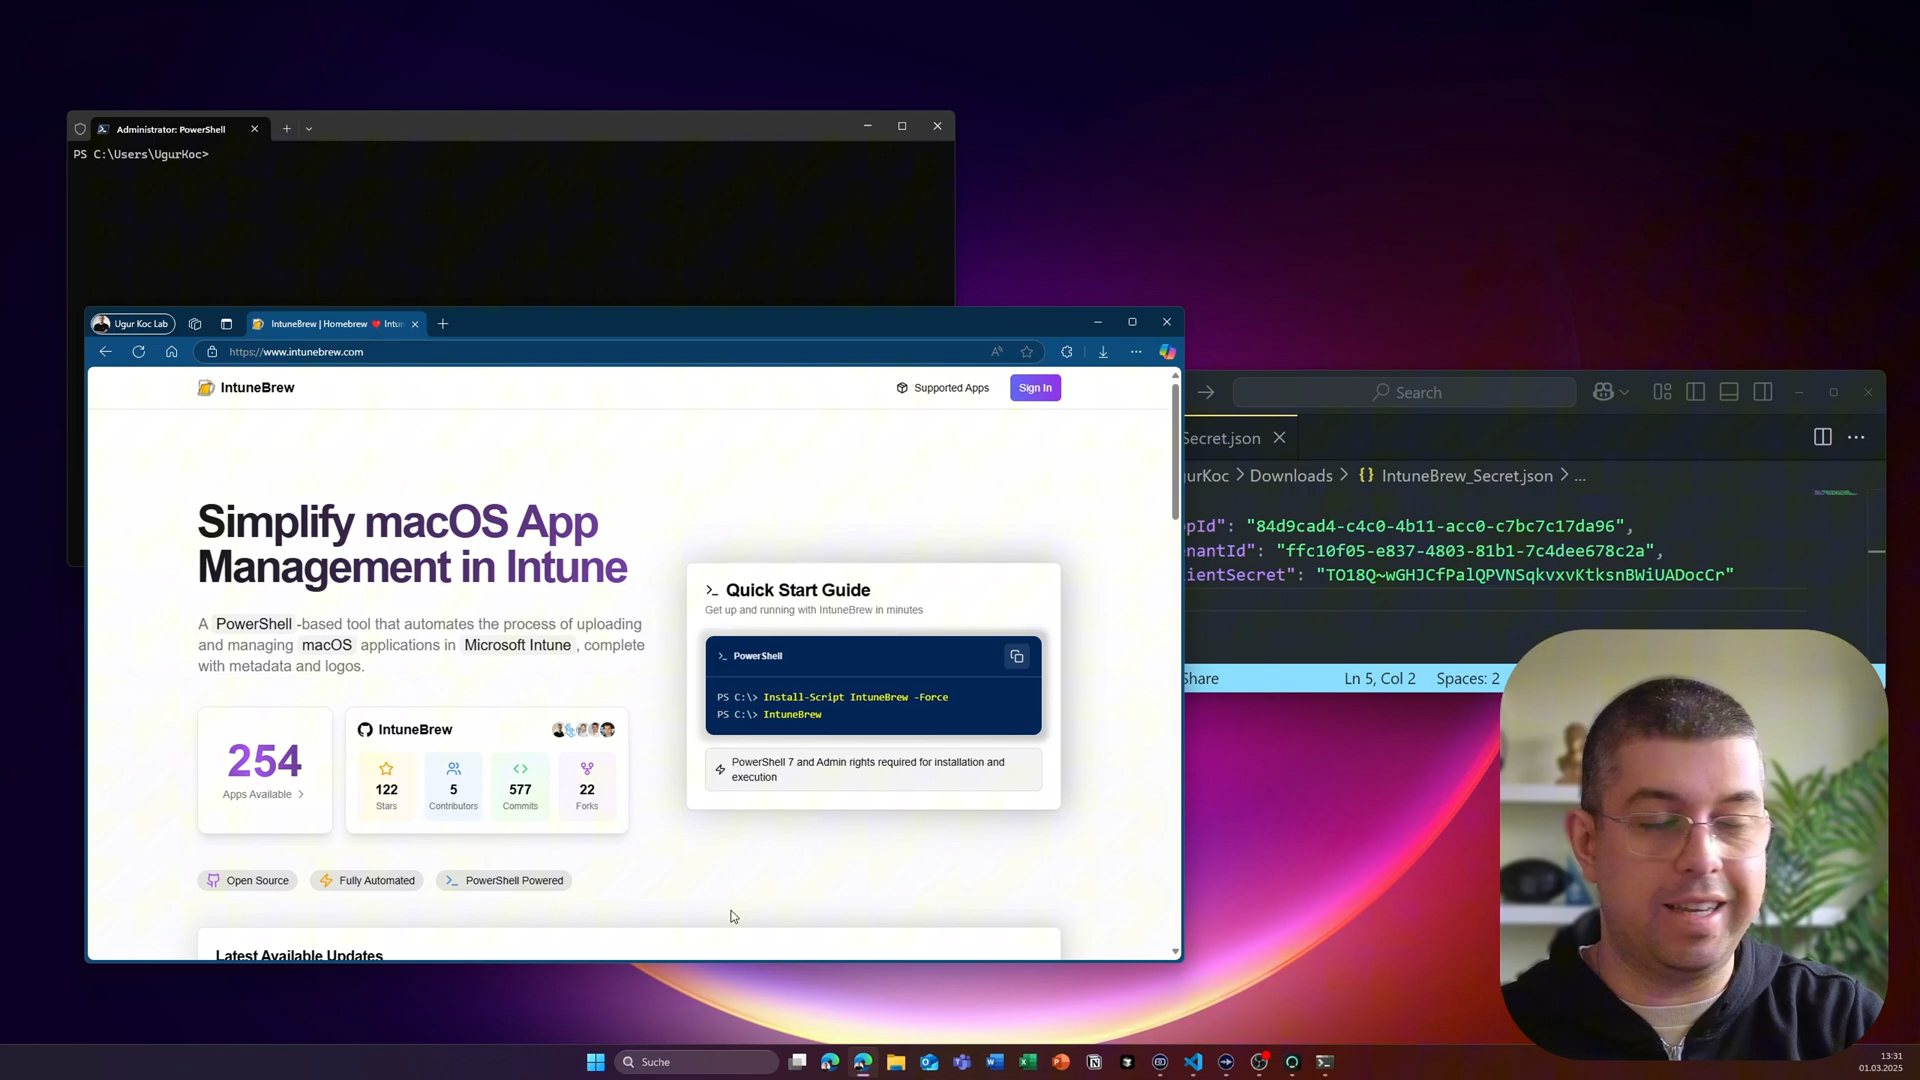 Administrator: PowerShell
PS C:\Users\UgurKoc>
Ugur Koc Lab
IntuneBrew | Homebrew ❤️ Intun
https://www.intunebrew.com
IntuneBrew
Supported Apps
Sign In
Simplify macOS App
Management in Intune
A PowerShell -based tool that automates the process of uploading
and managing macOS applications in Microsoft Intune , complete
with metadata and logos.
254
Apps Available >
IntuneBrew
122
Stars
5
Contributors
577
Commits
22
Forks
Open Source
Fully Automated
PowerShell Powered
Quick Start Guide
Get up and running with IntuneBrew in minutes
PowerShell
PS C:\> Install-Script IntuneBrew -Force
PS C:\> IntuneBrew
PowerShell 7 and Admin rights required for installation and
execution
Latest Available Updates
Search
Secret.json
urKoc > Downloads > {} IntuneBrew_Secret.json > ...
pId": "84d9cad4-c4c0-4b11-acc0-c7bc7c17da96",
nantId": "ffc10f05-e837-4803-81b1-7c4dee678c2a",
ientSecret": "TO18Q~wGHJCfPalQPVNSqkvxvKtksnBWiUADocCr"
Share
Ln 5, Col 2
Spaces: 2
Suche
13:31
01.03.2025